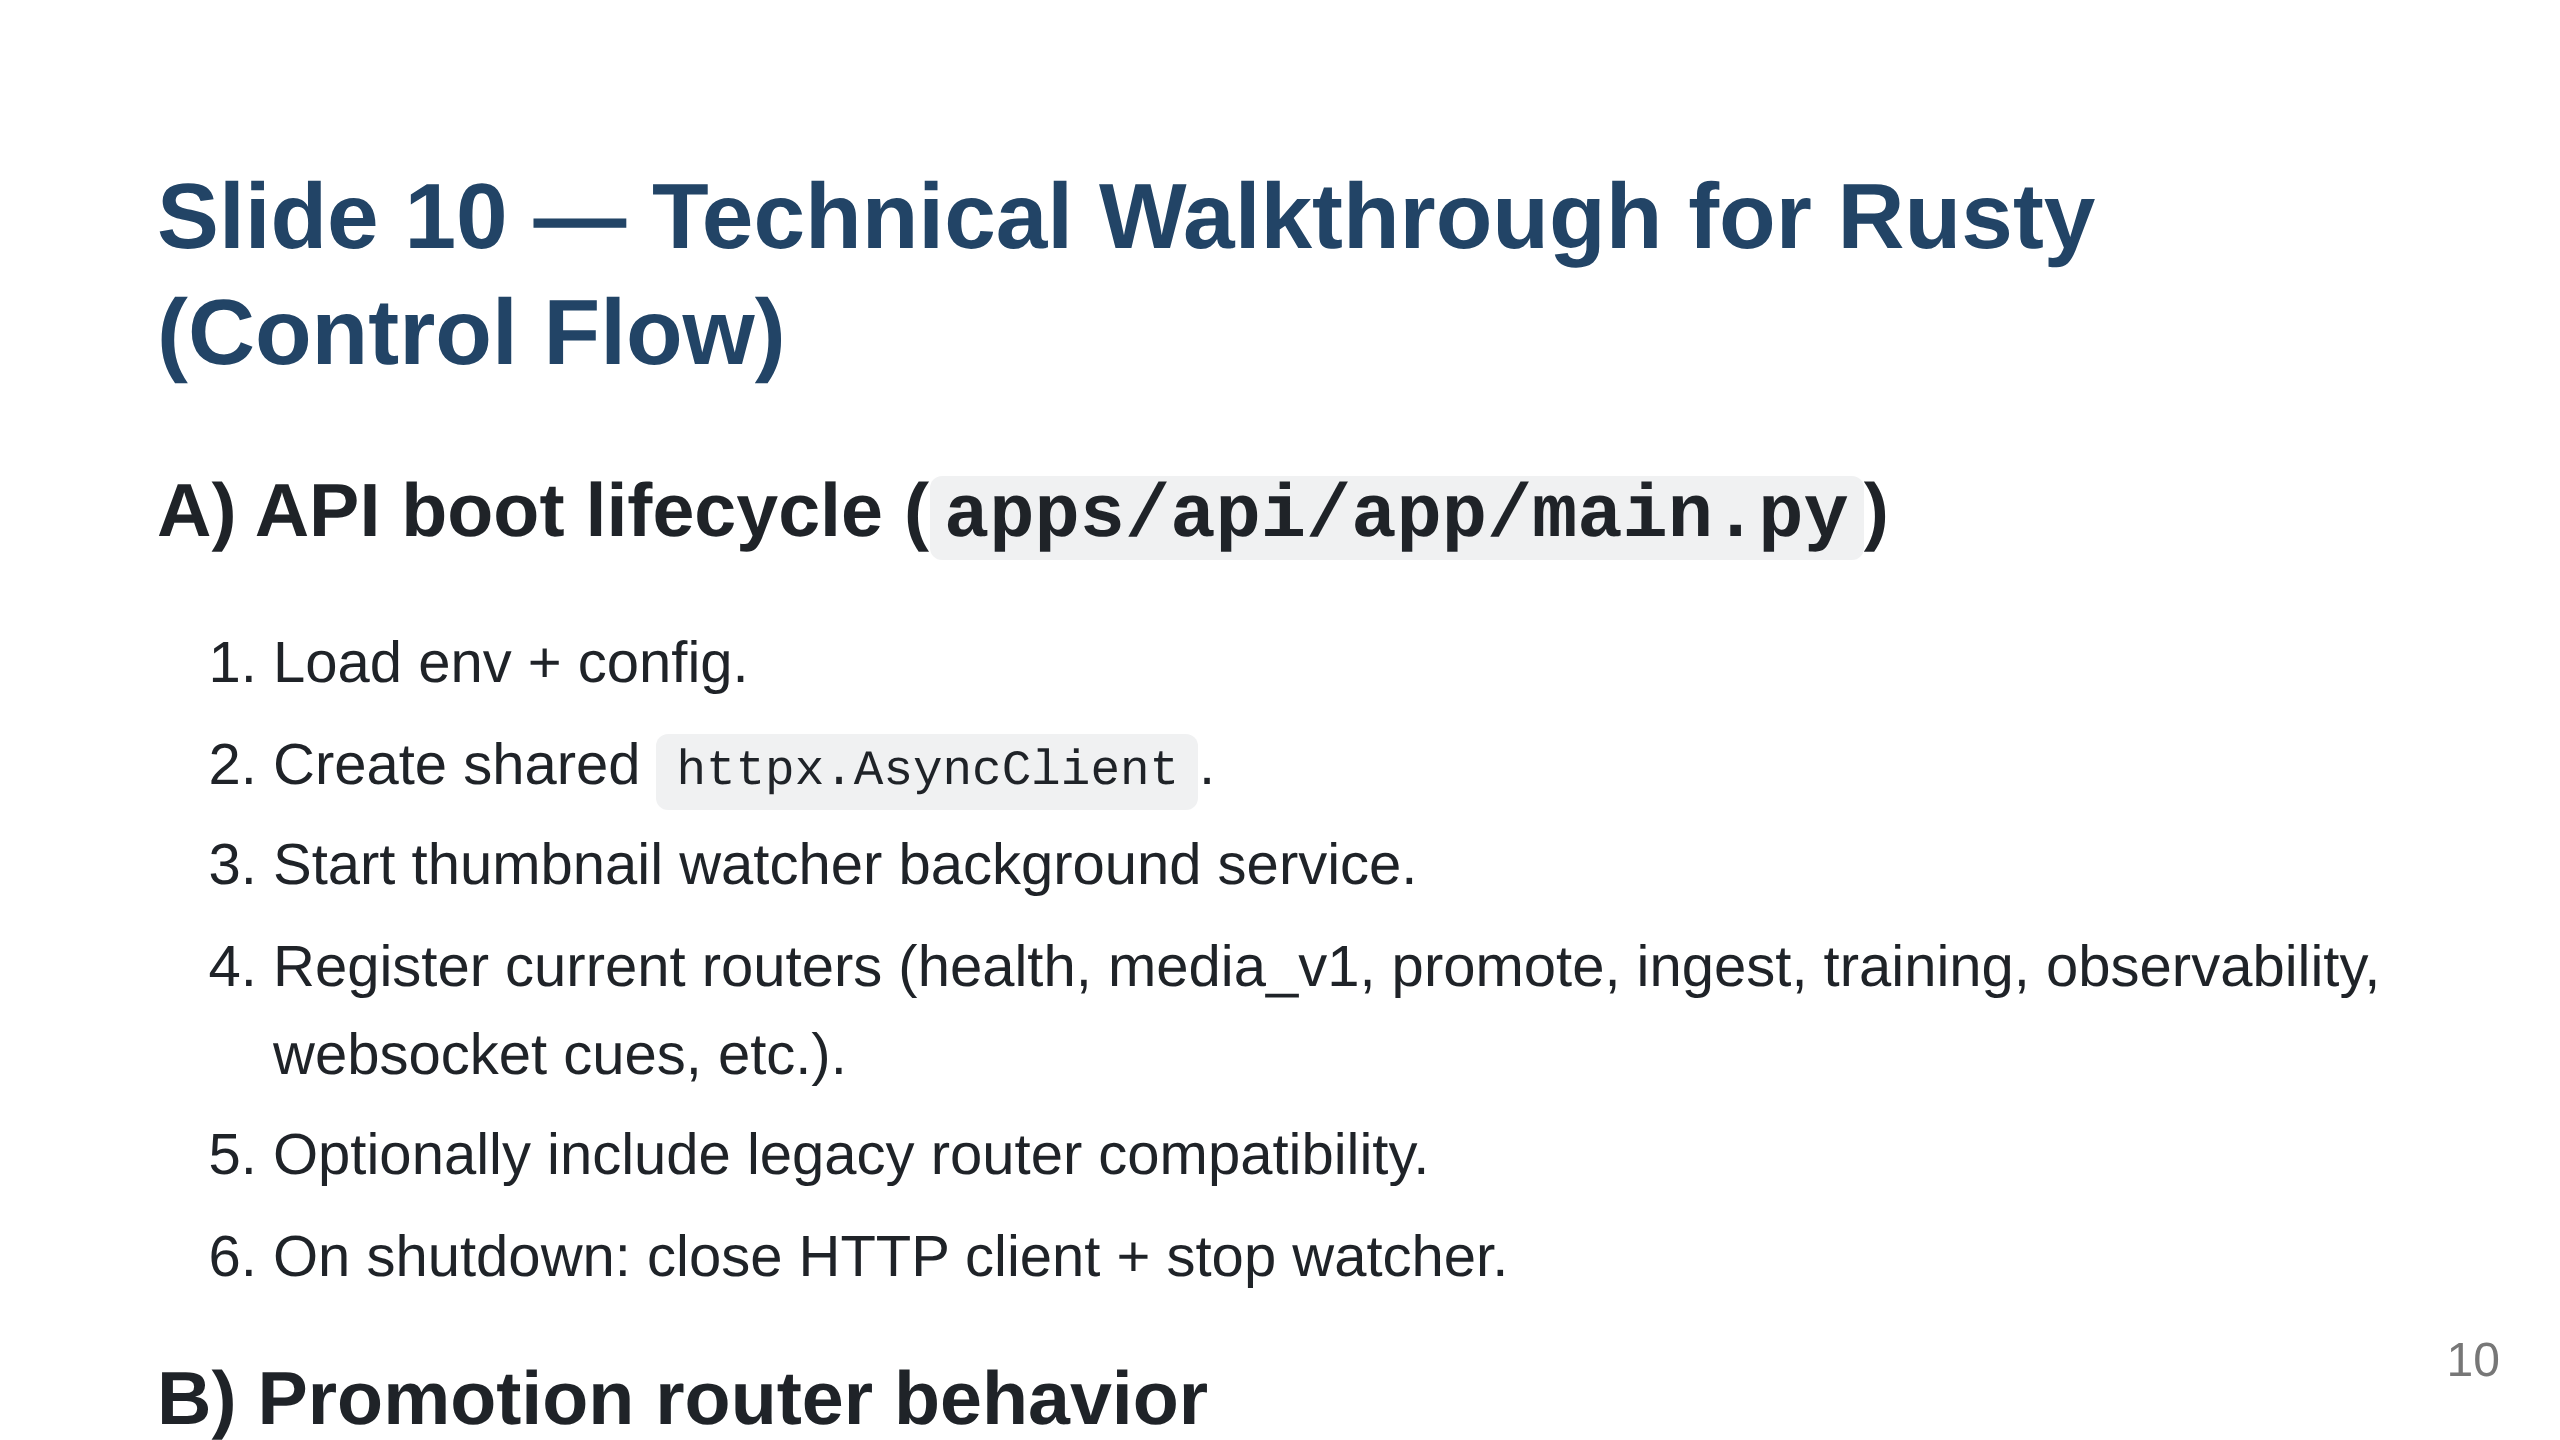 Slide 10 — Technical Walkthrough for Rusty
(Control Flow)
A) API boot lifecycle (apps/api/app/main.py)
1. Load env + config.
2. Create shared httpx.AsyncClient.
3. Start thumbnail watcher background service.
4. Register current routers (health, media_v1, promote, ingest, training, observability,
websocket cues, etc.).
5. Optionally include legacy router compatibility.
6. On shutdown: close HTTP client + stop watcher.
10
B) Promotion router behavior